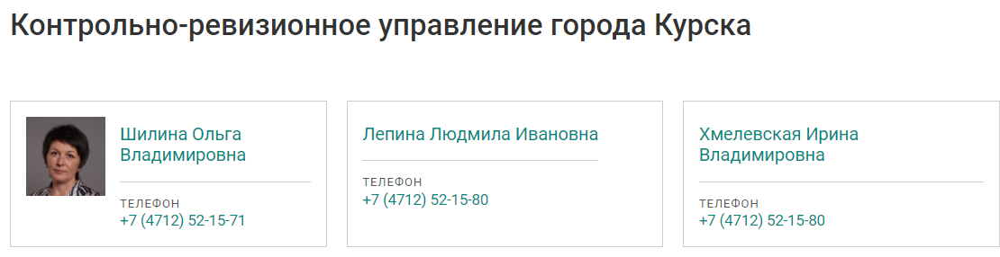 Контрольно-ревизионное управление города Курска
Шилина Ольга
Владимировна
ТЕЛЕФОН
+7 (4712) 52-15-71
Лепина Людмила Ивановна
ТЕЛЕФОН
+7 (4712) 52-15-80
Хмелевская Ирина
Владимировна
ТЕЛЕФОН
+7 (4712) 52-15-80